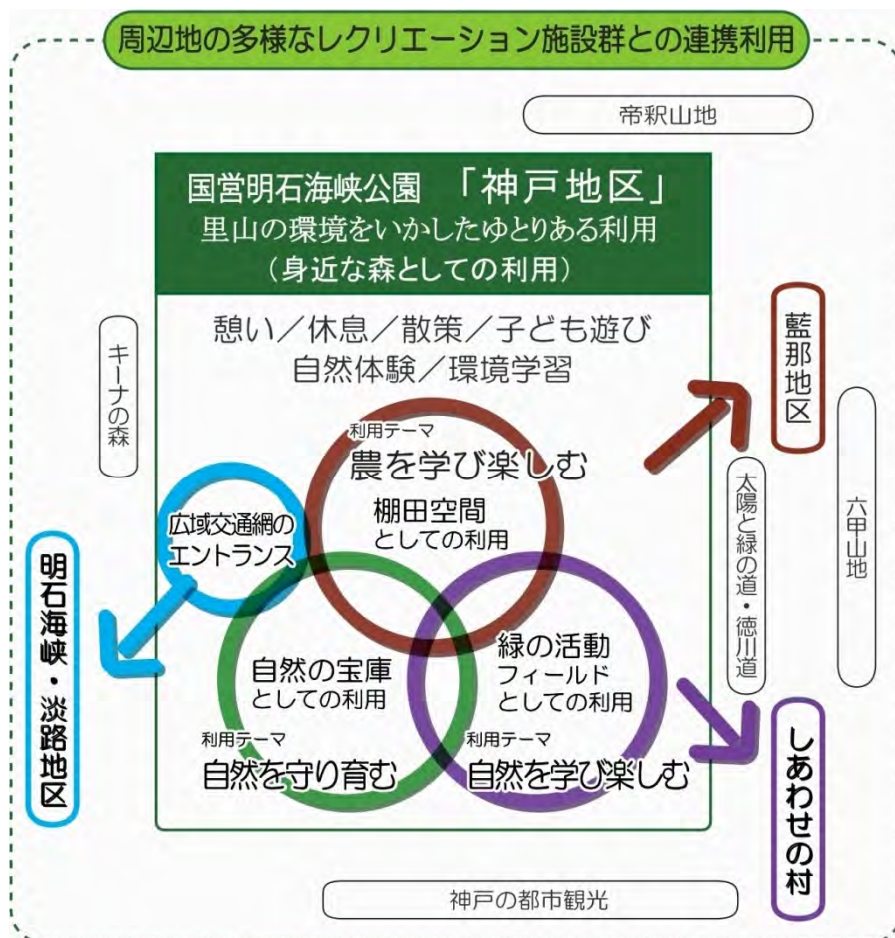 周辺地の多様なレクリエーション施設群との連携利用
帝釈山地
国営明石海峡公園 「神戸地区」
里山の環境をいかしたゆとりある利用
（身近な森としての利用）
憩い／休息／散策／子ども遊び
自然体験／環境学習
キーナの森
藍那地区
利用テーマ
農を学び楽しむ
棚田空間
としての利用
広域交通網の
エントランス
太陽と緑の道・徳川道
六甲山地
明石海峡・淡路地区
自然の宝庫
としての利用
利用テーマ
自然を守り育む
緑の活動
フィールド
としての利用
利用テーマ
自然を学び楽しむ
しあわせの村
神戸の都市観光